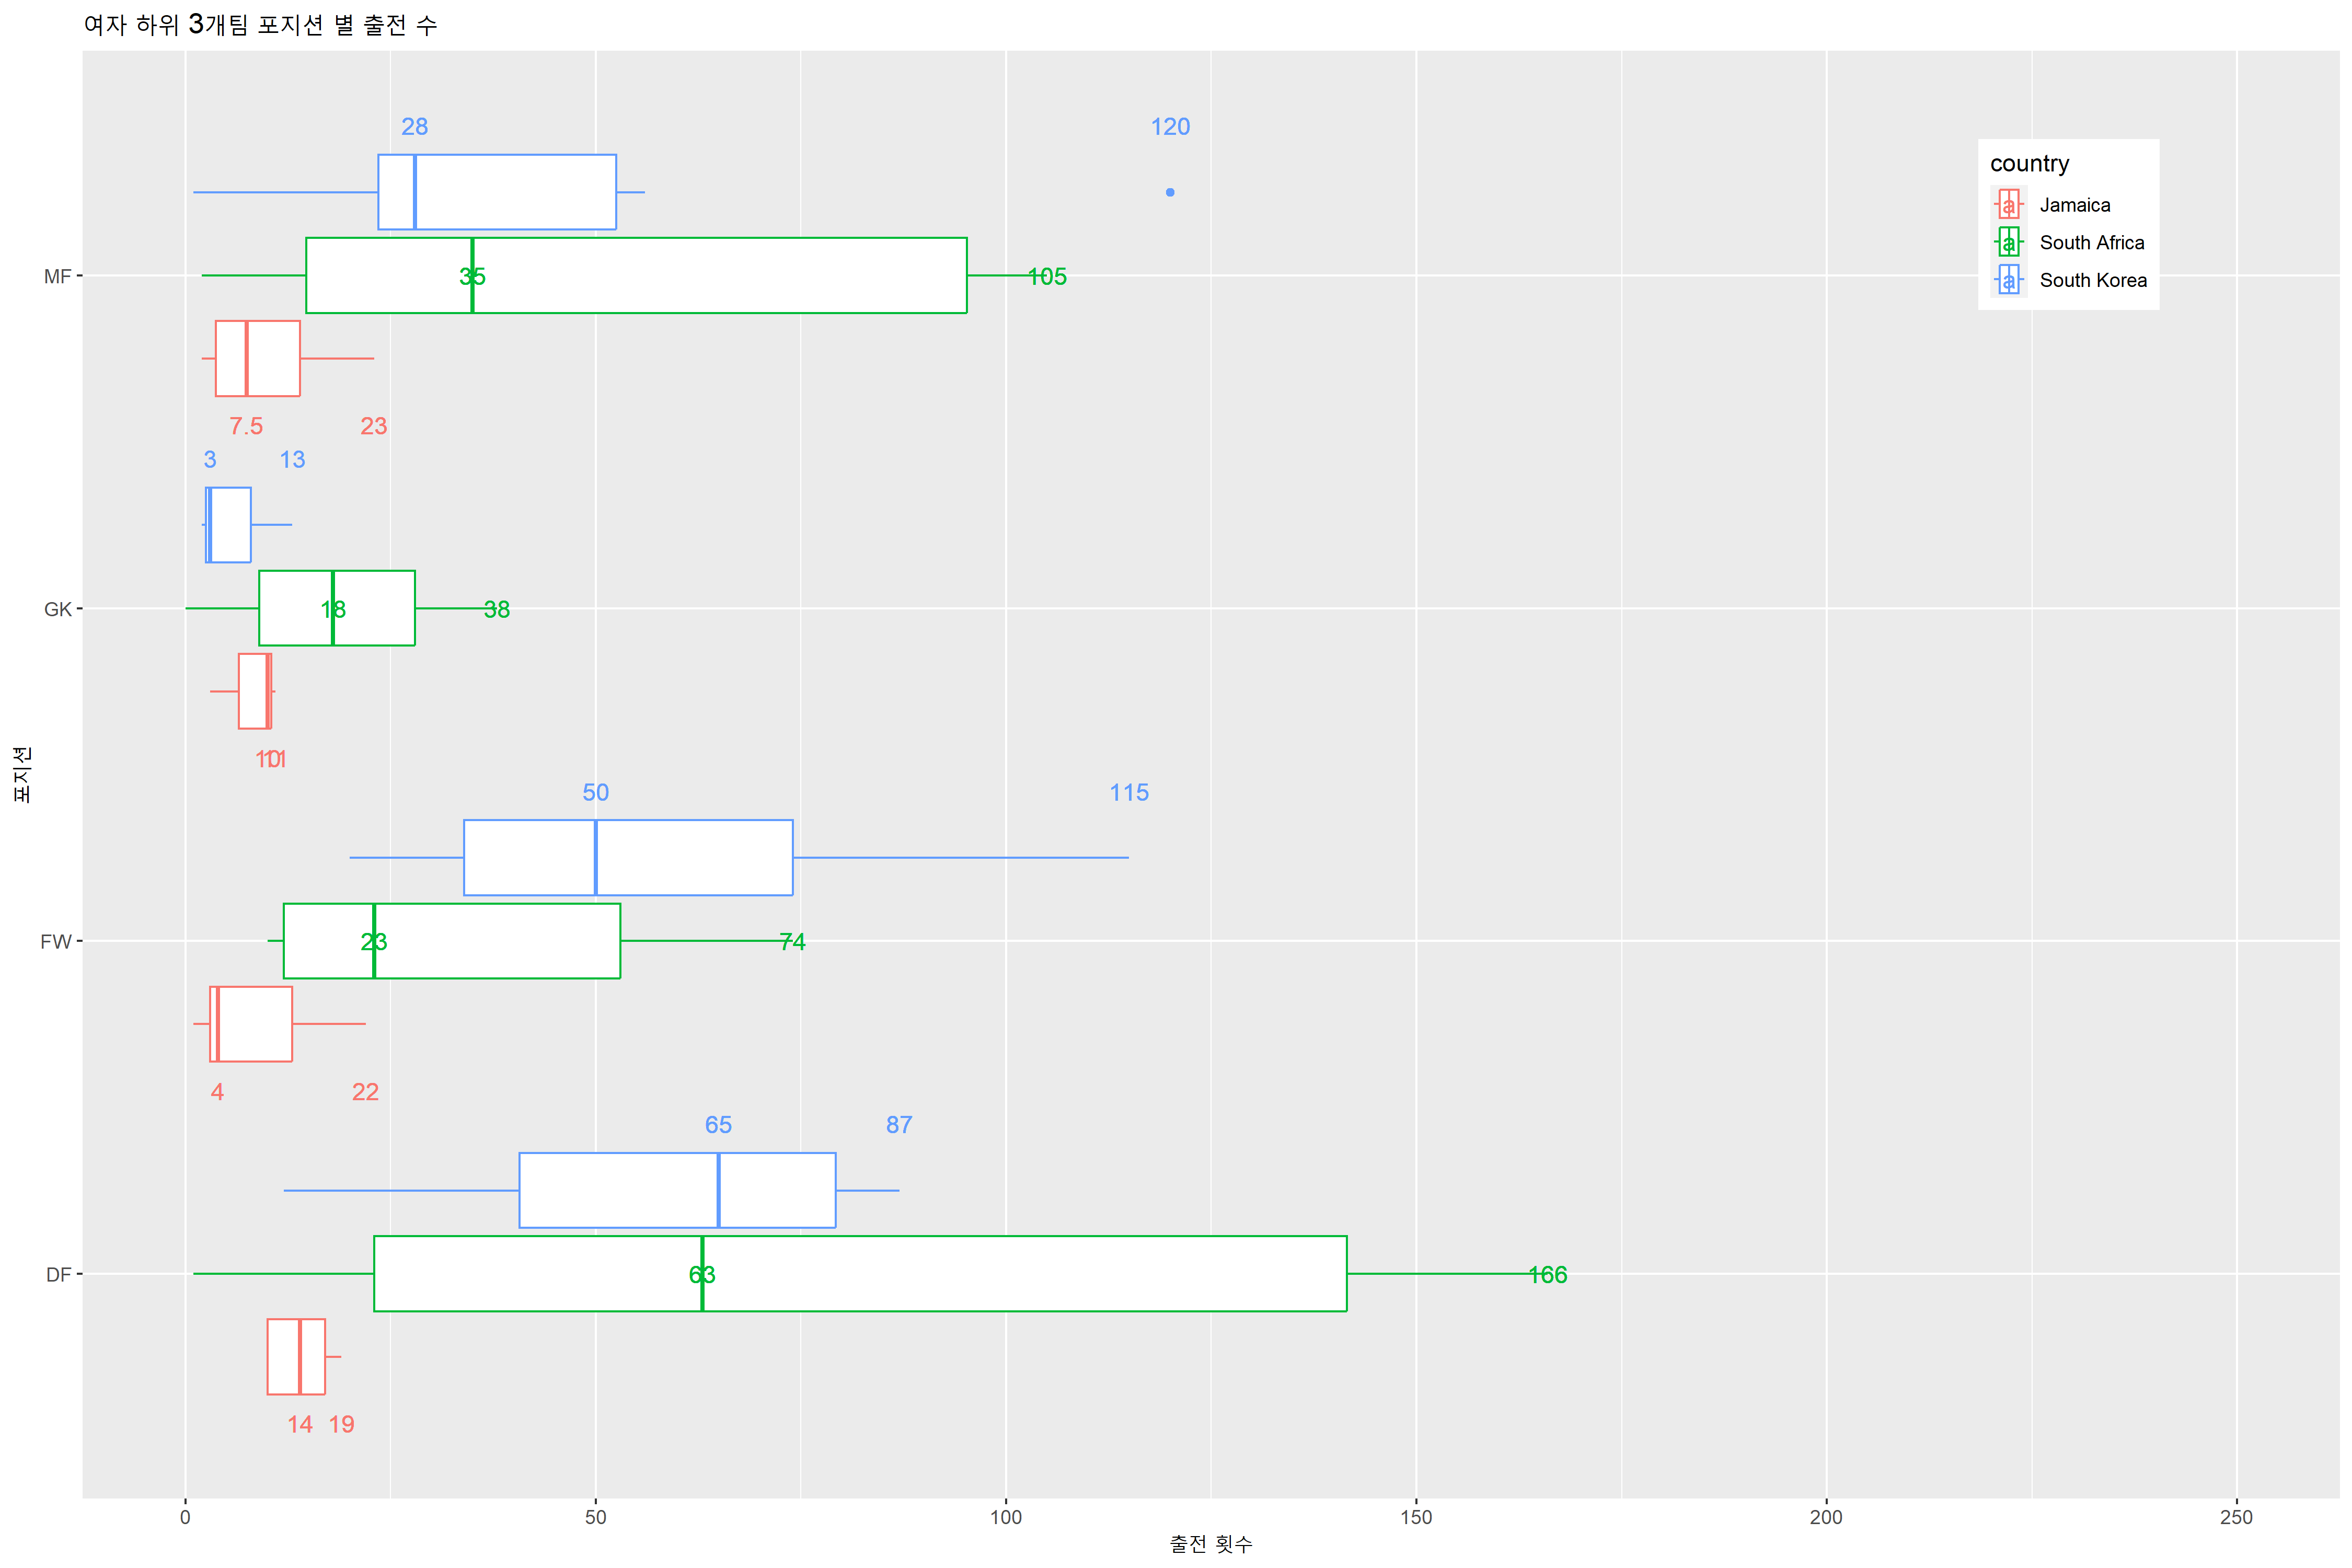 여자 하위 3개팀 포지션 별 출전 수
28 120
country
a Jamaica
a South Africa
a South Korea
MF
35 105
7.5 23
3 13
GK
18 38
10 11
포지션
50 115
FW
23 74
4 22
65 87
DF
63 166
14 19
0 50 100 150 200 250
출전 횟수